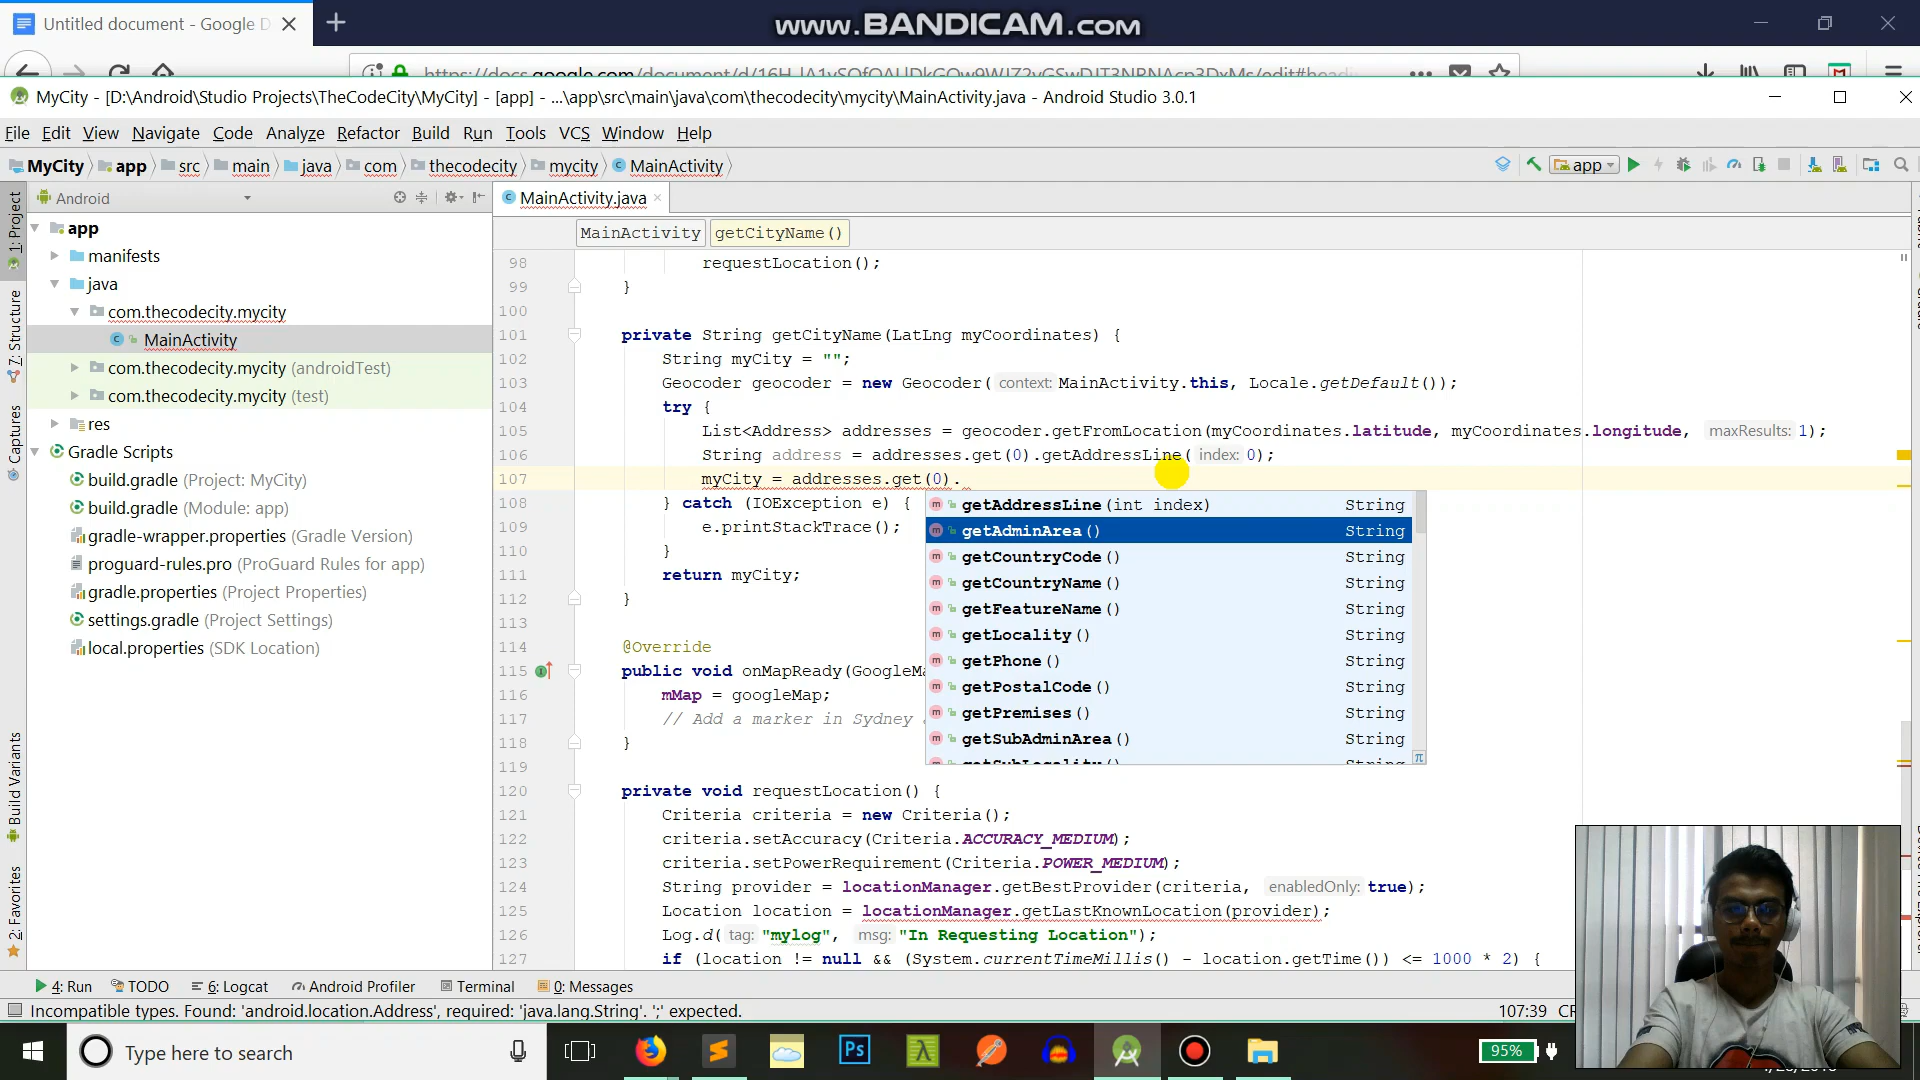 Untitled document - Google D
www.BANDICAM.com
MyCity - [D:\Android\Studio Projects\TheCodeCity\MyCity] - [app] - ...\app\src\main\java\com\thecodecity\mycity\MainActivity.java - Android Studio 3.0.1
File Edit View Navigate Code Analyze Refactor Build Run Tools VCS Window Help
MyCity app src main java com thecodecity mycity MainActivity
app
Android
MainActivity.java
MainActivity getCityName()
1: Project
7: Structure
Captures
Build Variants
2: Favorites
app
manifests
java
com.thecodecity.mycity
MainActivity
com.thecodecity.mycity (androidTest)
com.thecodecity.mycity (test)
res
Gradle Scripts
build.gradle (Project: MyCity)
build.gradle (Module: app)
gradle-wrapper.properties (Gradle Version)
proguard-rules.pro (ProGuard Rules for app)
gradle.properties (Project Properties)
settings.gradle (Project Settings)
local.properties (SDK Location)
98 requestLocation();
99 }
100
101 private String getCityName(LatLng myCoordinates) {
102 String myCity = "";
103 Geocoder geocoder = new Geocoder( context: MainActivity.this, Locale.getDefault());
104 try {
105 List<Address> addresses = geocoder.getFromLocation(myCoordinates.latitude, myCoordinates.longitude, maxResults: 1);
106 String address = addresses.get(0).getAddressLine( index: 0);
107 myCity = addresses.get(0).
108 } catch (IOException e) {
109 e.printStackTrace();
110 }
111 return myCity;
112 }
113
114 @Override
115 public void onMapReady(GoogleMa
116 mMap = googleMap;
117 // Add a marker in Sydney
118 }
119
120 private void requestLocation() {
121 Criteria criteria = new Criteria();
122 criteria.setAccuracy(Criteria.ACCURACY_MEDIUM);
123 criteria.setPowerRequirement(Criteria.POWER_MEDIUM);
124 String provider = locationManager.getBestProvider(criteria, enabledOnly: true);
125 Location location = locationManager.getLastKnownLocation(provider);
126 Log.d( tag: "mylog", msg: "In Requesting Location");
127 if (location != null && (System.currentTimeMillis() - location.getTime()) <= 1000 * 2) {
getAddressLine(int index) String
getAdminArea() String
getCountryCode() String
getCountryName() String
getFeatureName() String
getLocality() String
getPhone() String
getPostalCode() String
getPremises() String
getSubAdminArea() String
getSubLocality() String
4: Run TODO 6: Logcat Android Profiler Terminal 0: Messages
Incompatible types. Found: 'android.location.Address', required: 'java.lang.String'. ';' expected.
107:39
Type here to search
Ps
95%